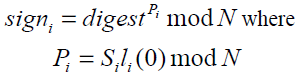 sign_i = digest^{P_i} mod N where
P_i = S_i l_i(0) mod N